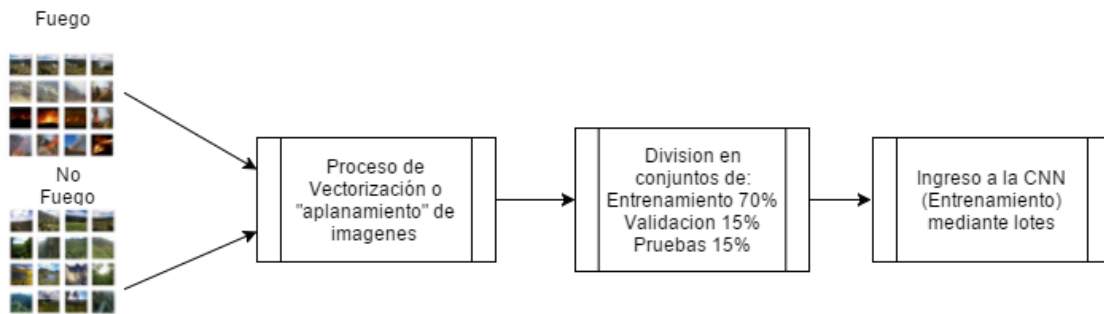 Fuego
No
Fuego
Proceso de
Vectorización o
"aplanamiento" de
imagenes
Division en
conjuntos de:
Entrenamiento 70%
Validacion 15%
Pruebas 15%
Ingreso a la CNN
(Entrenamiento)
mediante lotes